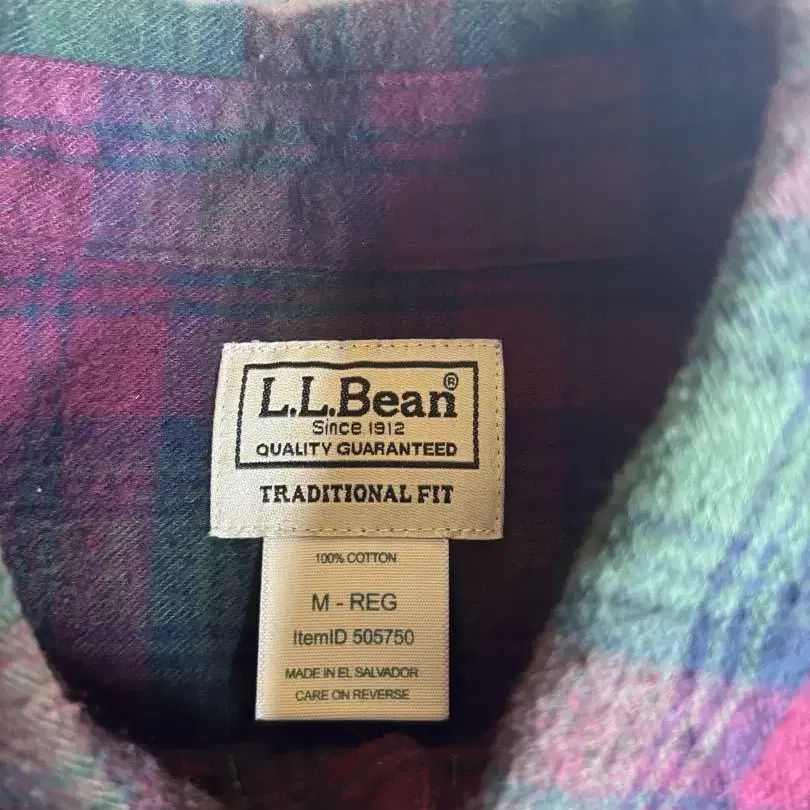 L.L.Bean®
Since 1912
QUALITY GUARANTEED
TRADITIONAL FIT
100% COTTON
M - REG
ItemID 505750
MADE IN EL SALVADOR
CARE ON REVERSE